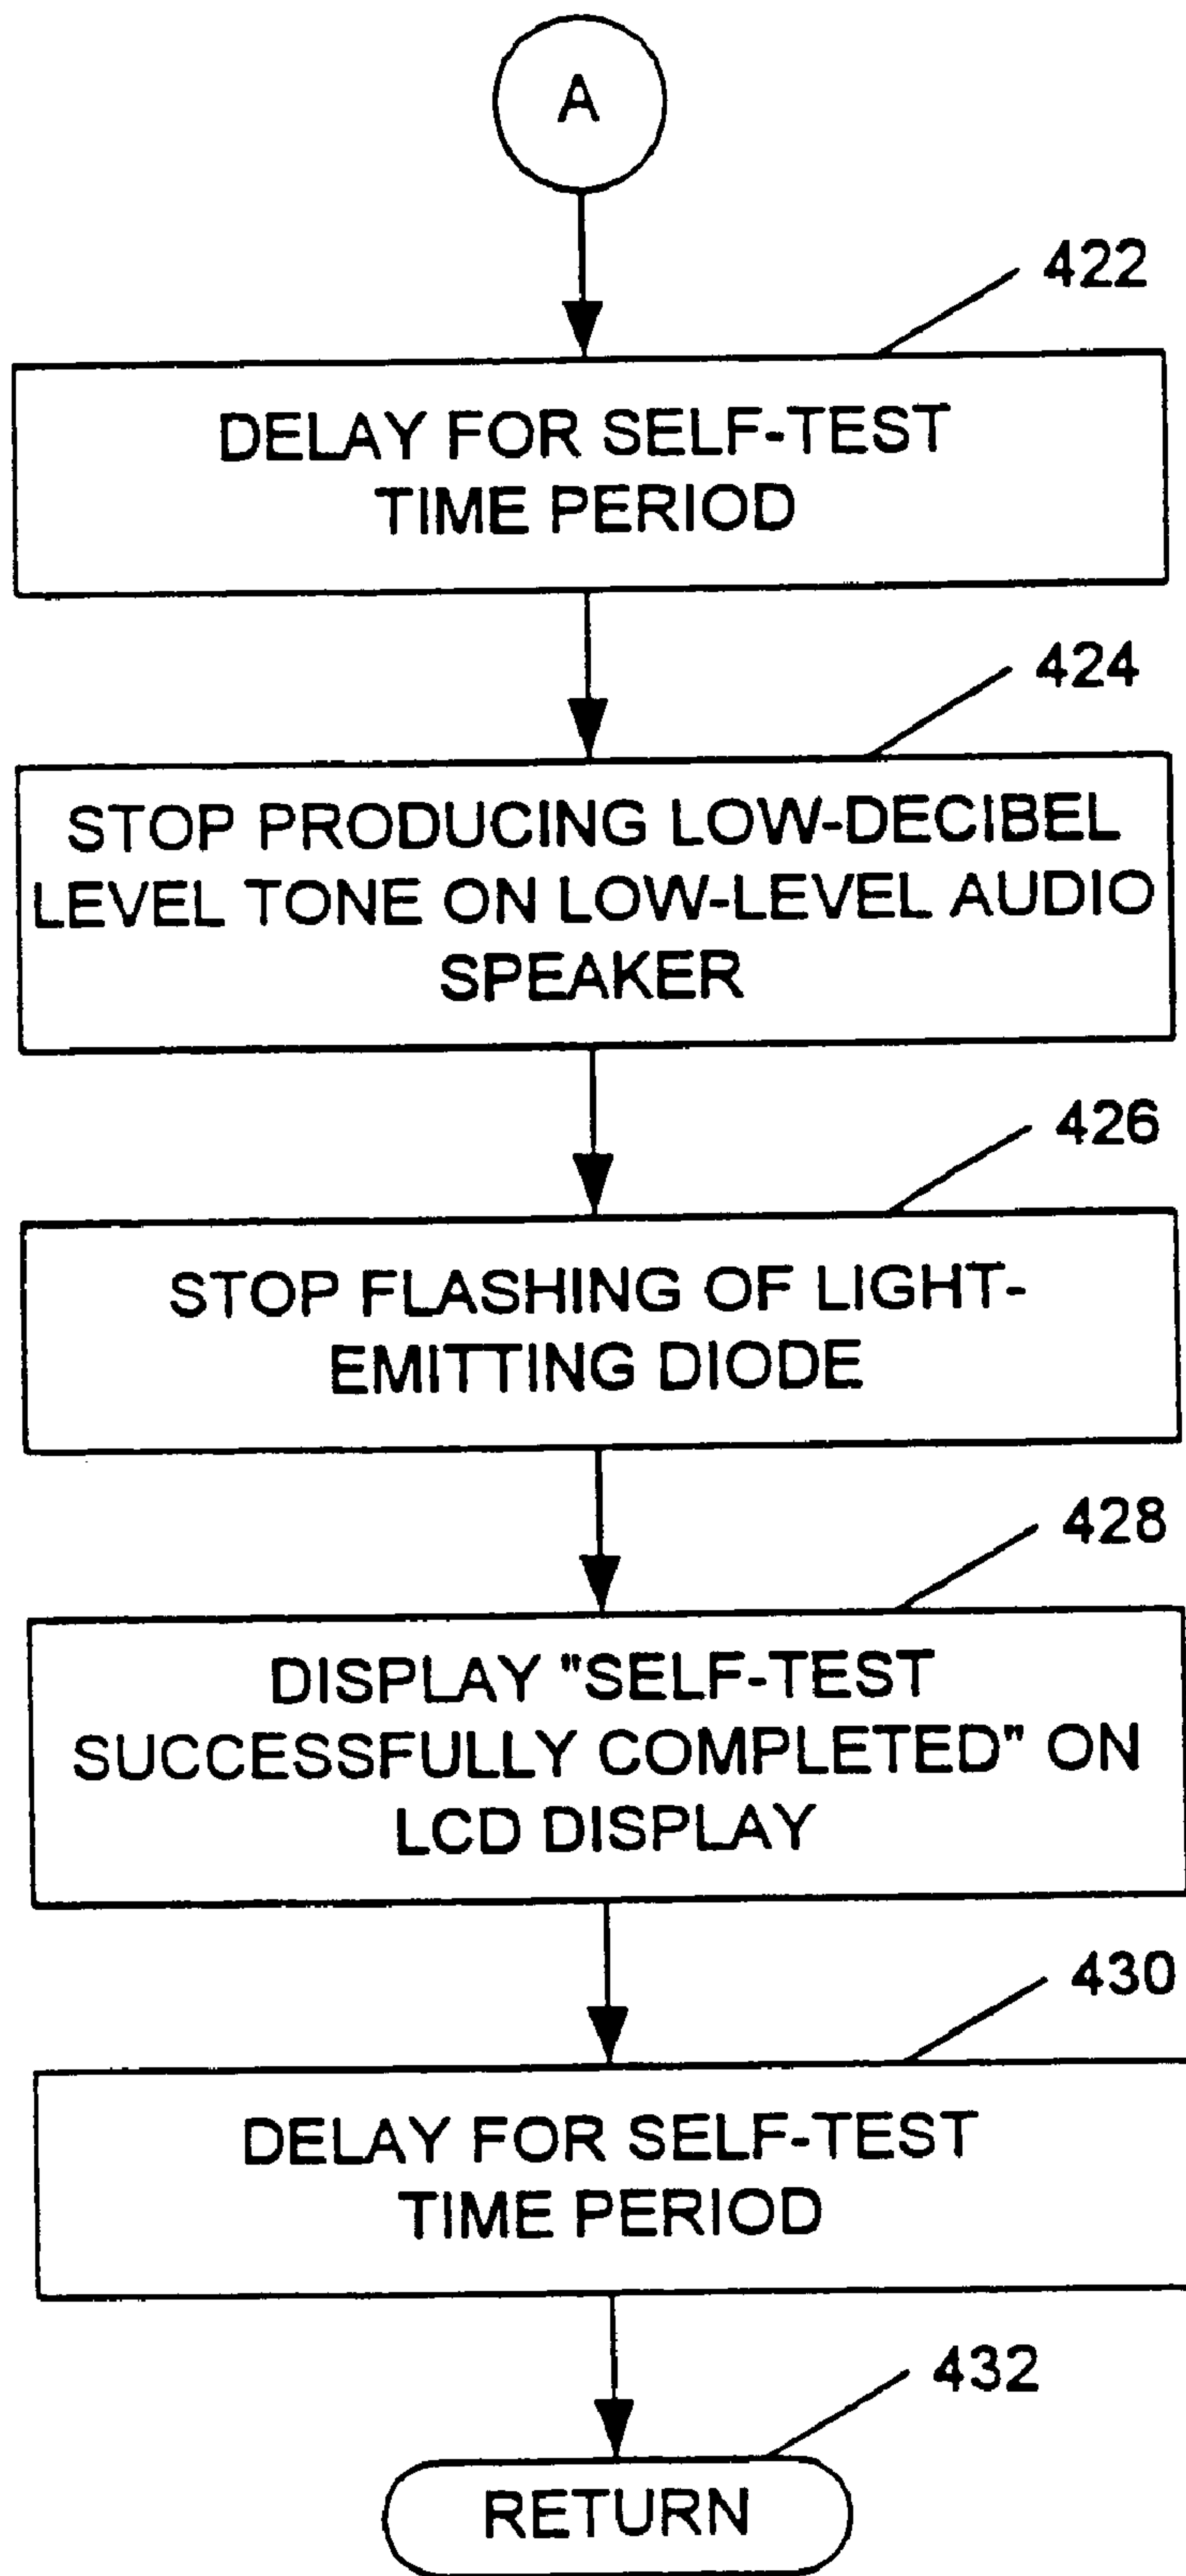 A
422
DELAY FOR SELF-TEST
TIME PERIOD
424
STOP PRODUCING LOW-DECIBEL
LEVEL TONE ON LOW-LEVEL AUDIO
SPEAKER
426
STOP FLASHING OF LIGHT-
EMITTING DIODE
428
DISPLAY "SELF-TEST
SUCCESSFULLY COMPLETED" ON
LCD DISPLAY
430
DELAY FOR SELF-TEST
TIME PERIOD
432
RETURN